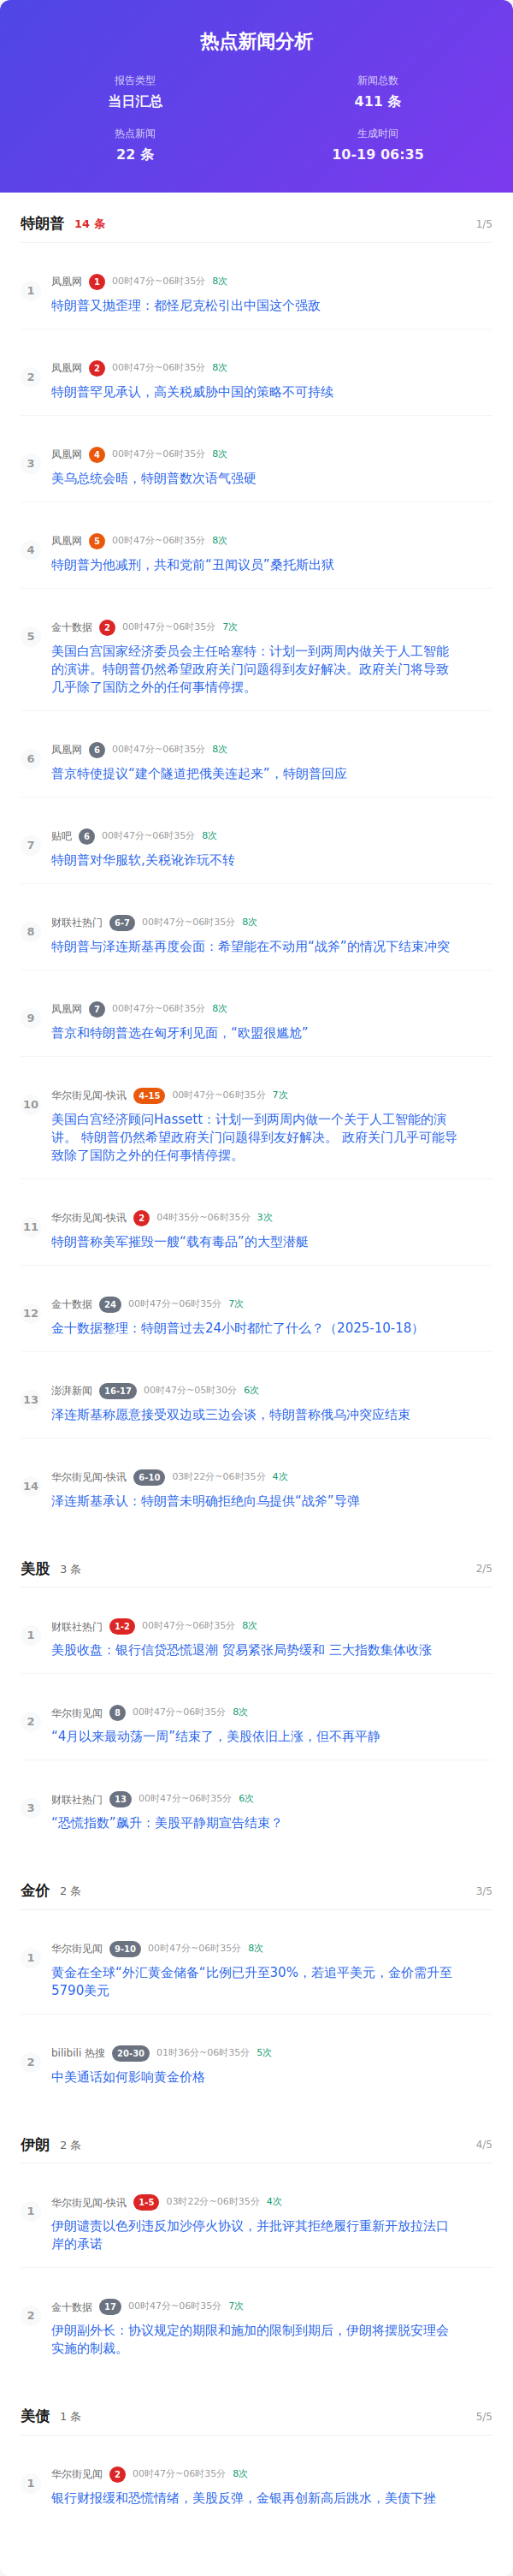 热点新闻分析
报告类型
当日汇总
新闻总数
411 条
热点新闻
22 条
生成时间
10-19 06:35
特朗普 14 条 1/5
1 凤凰网 1 00时47分~06时35分 8次
特朗普又抛歪理：都怪尼克松引出中国这个强敌
2 凤凰网 2 00时47分~06时35分 8次
特朗普罕见承认，高关税威胁中国的策略不可持续
3 凤凰网 4 00时47分~06时35分 8次
美乌总统会晤，特朗普数次语气强硬
4 凤凰网 5 00时47分~06时35分 8次
特朗普为他减刑，共和党前“丑闻议员”桑托斯出狱
5 金十数据 2 00时47分~06时35分 7次
美国白宫国家经济委员会主任哈塞特：计划一到两周内做关于人工智能
的演讲。特朗普仍然希望政府关门问题得到友好解决。政府关门将导致
几乎除了国防之外的任何事情停摆。
6 凤凰网 6 00时47分~06时35分 8次
普京特使提议“建个隧道把俄美连起来”，特朗普回应
7 贴吧 6 00时47分~06时35分 8次
特朗普对华服软,关税讹诈玩不转
8 财联社热门 6-7 00时47分~06时35分 8次
特朗普与泽连斯基再度会面：希望能在不动用“战斧”的情况下结束冲突
9 凤凰网 7 00时47分~06时35分 8次
普京和特朗普选在匈牙利见面，“欧盟很尴尬”
10 华尔街见闻-快讯 4-15 00时47分~06时35分 7次
美国白宫经济顾问Hassett：计划一到两周内做一个关于人工智能的演
讲。 特朗普仍然希望政府关门问题得到友好解决。 政府关门几乎可能导
致除了国防之外的任何事情停摆。
11 华尔街见闻-快讯 2 04时35分~06时35分 3次
特朗普称美军摧毁一艘“载有毒品”的大型潜艇
12 金十数据 24 00时47分~06时35分 7次
金十数据整理：特朗普过去24小时都忙了什么？（2025-10-18）
13 澎湃新闻 16-17 00时47分~05时30分 6次
泽连斯基称愿意接受双边或三边会谈，特朗普称俄乌冲突应结束
14 华尔街见闻-快讯 6-10 03时22分~06时35分 4次
泽连斯基承认：特朗普未明确拒绝向乌提供“战斧”导弹
美股 3 条 2/5
1 财联社热门 1-2 00时47分~06时35分 8次
美股收盘：银行信贷恐慌退潮 贸易紧张局势缓和 三大指数集体收涨
2 华尔街见闻 8 00时47分~06时35分 8次
“4月以来最动荡一周”结束了，美股依旧上涨，但不再平静
3 财联社热门 13 00时47分~06时35分 6次
“恐慌指数”飙升：美股平静期宣告结束？
金价 2 条 3/5
1 华尔街见闻 9-10 00时47分~06时35分 8次
黄金在全球“外汇黄金储备“比例已升至30%，若追平美元，金价需升至
5790美元
2 bilibili 热搜 20-30 01时36分~06时35分 5次
中美通话如何影响黄金价格
伊朗 2 条 4/5
1 华尔街见闻-快讯 1-5 03时22分~06时35分 4次
伊朗谴责以色列违反加沙停火协议，并批评其拒绝履行重新开放拉法口
岸的承诺
2 金十数据 17 00时47分~06时35分 7次
伊朗副外长：协议规定的期限和施加的限制到期后，伊朗将摆脱安理会
实施的制裁。
美债 1 条 5/5
1 华尔街见闻 2 00时47分~06时35分 8次
银行财报缓和恐慌情绪，美股反弹，金银再创新高后跳水，美债下挫